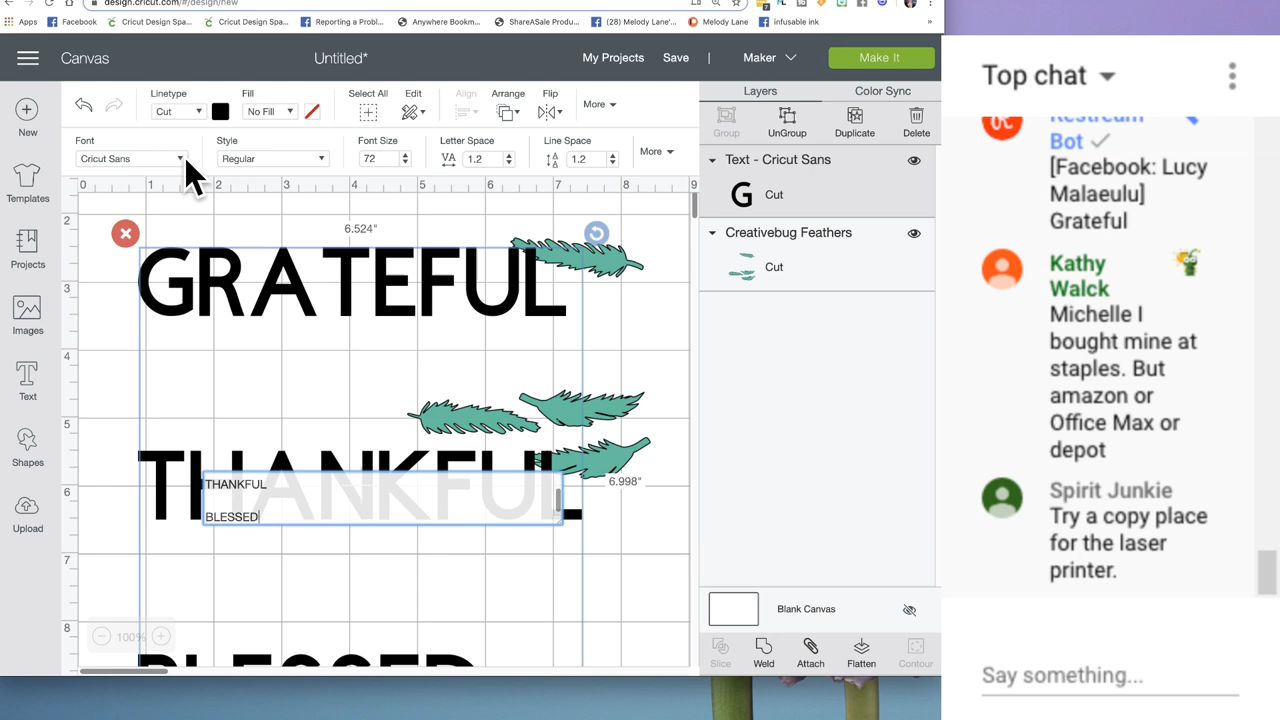 design.cricut.com/#/design/new
Apps
Cricut Design Spa...
Cricut Design Spa...
Reporting a Probl...
Anywhere Bookm...
ShareASale Produ...
(28) Melody Lane'...
Melody Lane
infusable ink
»
Canvas
Untitled*
My Projects
Save
Maker
Make It
New
Templates
Projects
Images
Text
Shapes
Upload
Linetype
Cut
Fill
No Fill
Select All
Edit
Align
Arrange
Flip
More
Font
Cricut Sans
Style
Regular
Font Size
72
Letter Space
VA 1.2
Line Space
1.2
More
0 1 2 3 4 5 6 7 8 9
2
3
4
5
6
7
8
6.524"
GRATEFUL
THANKFUL
6.998"
THANKFUL
BLESSED
BLESSED
100%
Layers
Color Sync
Group
UnGroup
Duplicate
Delete
Text - Cricut Sans
G Cut
Creativebug Feathers
Cut
Blank Canvas
Slice
Weld
Attach
Flatten
Contour
Top chat
Restream
Bot
[Facebook: Lucy
Malaeulu]
Grateful
Kathy
Walck
Michelle I
bought mine at
staples. But
amazon or
Office Max or
depot
Spirit Junkie
Try a copy place
for the laser
printer.
Say something...